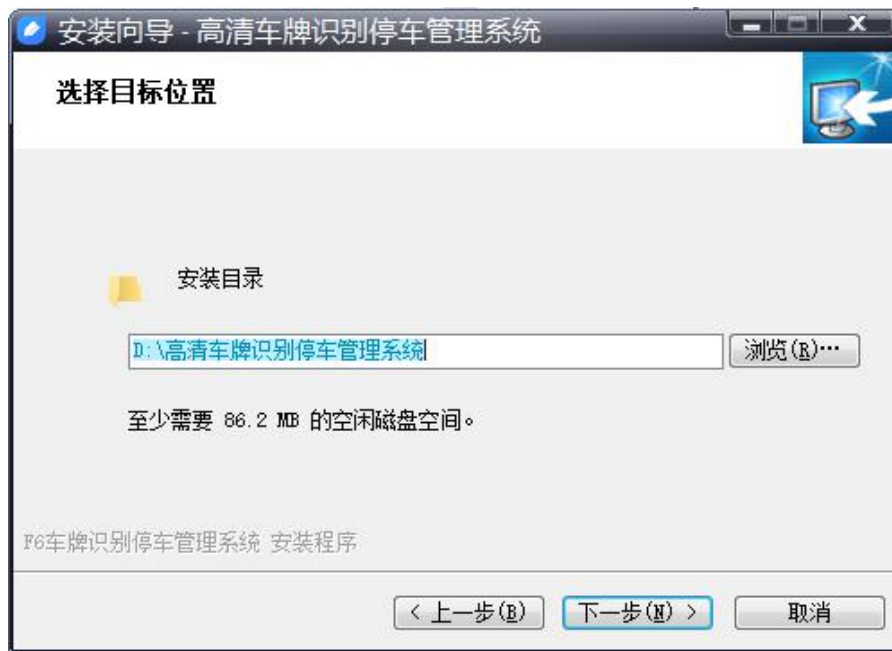 安装向导 - 高清车牌识别停车管理系统
选择目标位置
安装目录
D:\高清车牌识别停车管理系统
浏览(R)…
至少需要 86.2 MB 的空闲磁盘空间。
F6车牌识别停车管理系统 安装程序
< 上一步(B)
下一步(N) >
取消